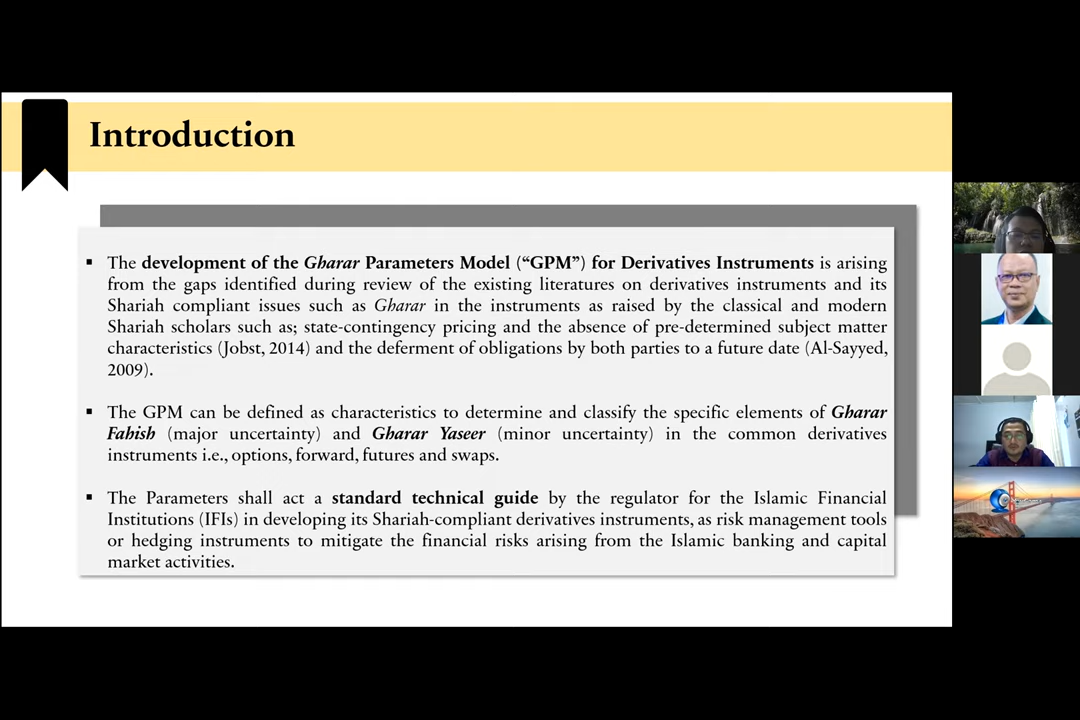 Introduction
▪ The development of the Gharar Parameters Model (“GPM”) for Derivatives Instruments is arising
from the gaps identified during review of the existing literatures on derivatives instruments and its
Shariah compliant issues such as Gharar in the instruments as raised by the classical and modern
Shariah scholars such as; state-contingency pricing and the absence of pre-determined subject matter
characteristics (Jobst, 2014) and the deferment of obligations by both parties to a future date (Al-Sayyed,
2009).
▪ The GPM can be defined as characteristics to determine and classify the specific elements of Gharar
Fahish (major uncertainty) and Gharar Yaseer (minor uncertainty) in the common derivatives
instruments i.e., options, forward, futures and swaps.
▪ The Parameters shall act a standard technical guide by the regulator for the Islamic Financial
Institutions (IFIs) in developing its Shariah-compliant derivatives instruments, as risk management tools
or hedging instruments to mitigate the financial risks arising from the Islamic banking and capital
market activities.